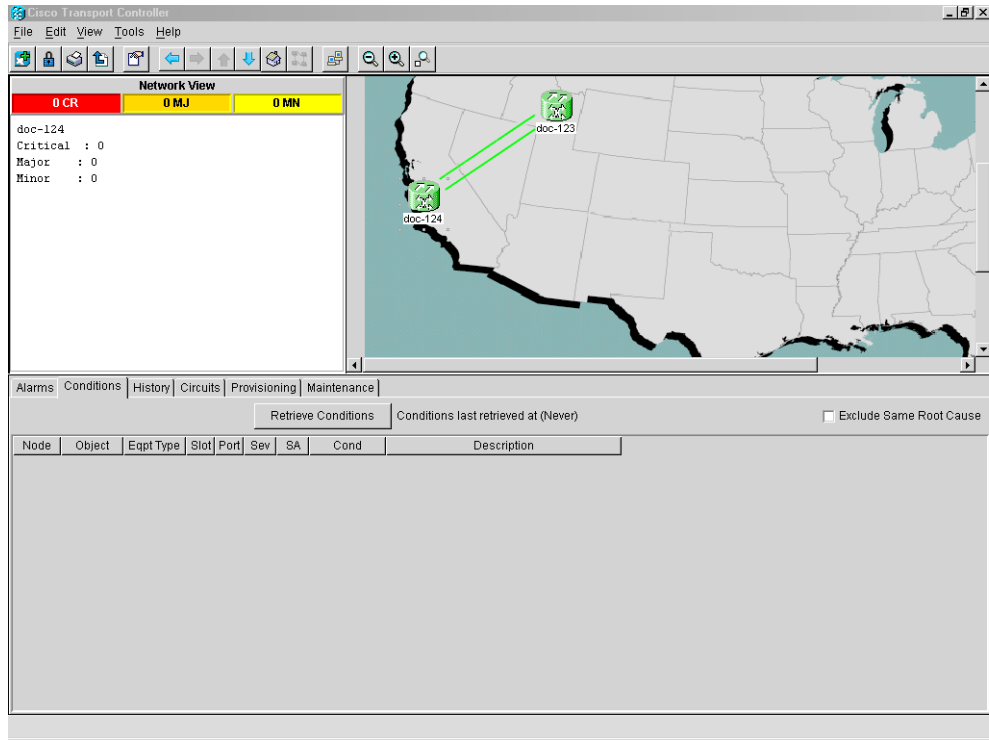 Cisco Transport Controller
File Edit View Tools Help
Network View
0 CR 0 MJ 0 MN
doc-124
Critical : 0
Major : 0
Minor : 0
doc-123
doc-124
Alarms Conditions History Circuits Provisioning Maintenance
Retrieve Conditions Conditions last retrieved at (Never) Exclude Same Root Cause
Node Object Eqpt Type Slot Port Sev SA Cond Description